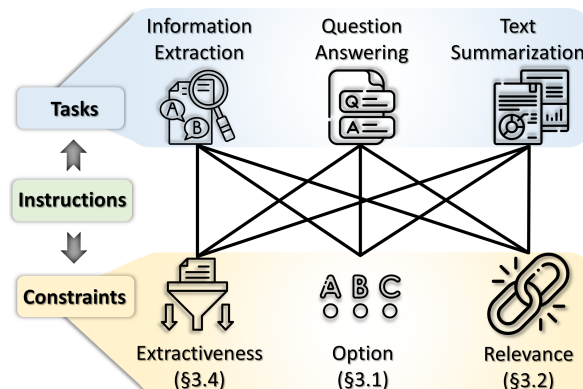 Information
Extraction
Question
Answering
Text
Summarization
A
B
Q
A
Tasks
Instructions
Constraints
A B C
Extractiveness
(§3.4)
Option
(§3.1)
Relevance
(§3.2)